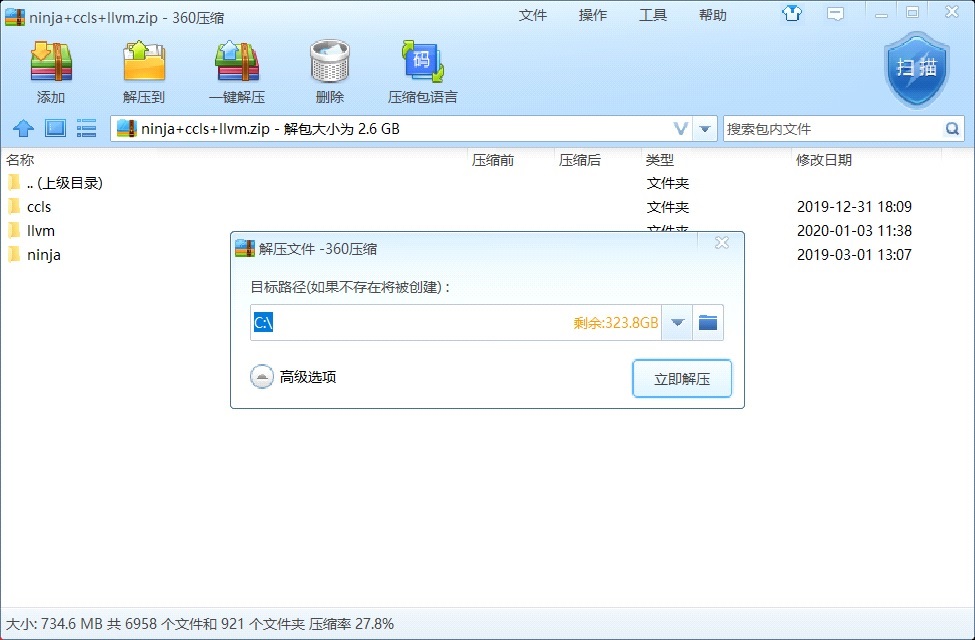 ninja+ccls+llvm.zip - 360压缩 文件 操作 工具 帮助
添加 解压到 一键解压 删除 压缩包语言 扫描
码
ninja+ccls+llvm.zip - 解包大小为 2.6 GB 搜索包内文件
名称 压缩前 压缩后 类型 修改日期
.. (上级目录) 文件夹
ccls 文件夹 2019-12-31 18:09
llvm 文件夹 2020-01-03 11:38
ninja 2019-03-01 13:07
解压文件 -360压缩
目标路径(如果不存在将被创建)：
C:\ 剩余:323.8GB
高级选项 立即解压
大小: 734.6 MB 共 6958 个文件和 921 个文件夹 压缩率 27.8%